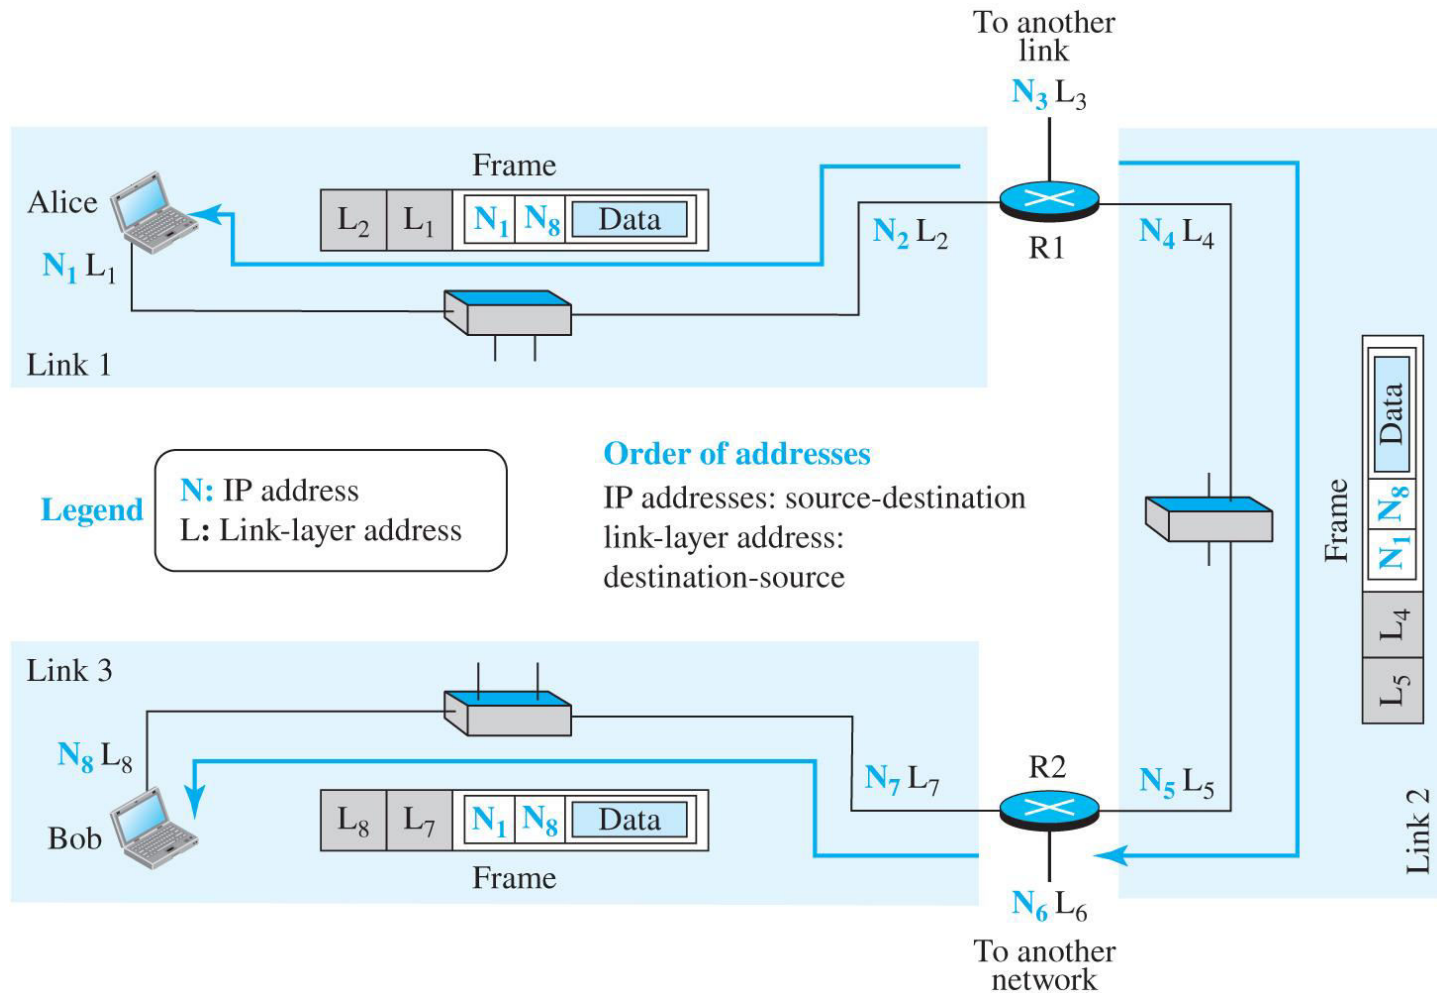 To another
link
N3 L3
Frame
Alice
L2 L1 N1 N8 Data
N2 L2
R1
N4 L4
N1 L1
Link 1
Legend
N: IP address
L: Link-layer address
Order of addresses
IP addresses: source-destination
link-layer address:
destination-source
Frame
L5 L4 N1 N8 Data
Link 2
Link 3
N8 L8
N7 L7
R2
N5 L5
Bob
L8 L7 N1 N8 Data
Frame
N6 L6
To another
network